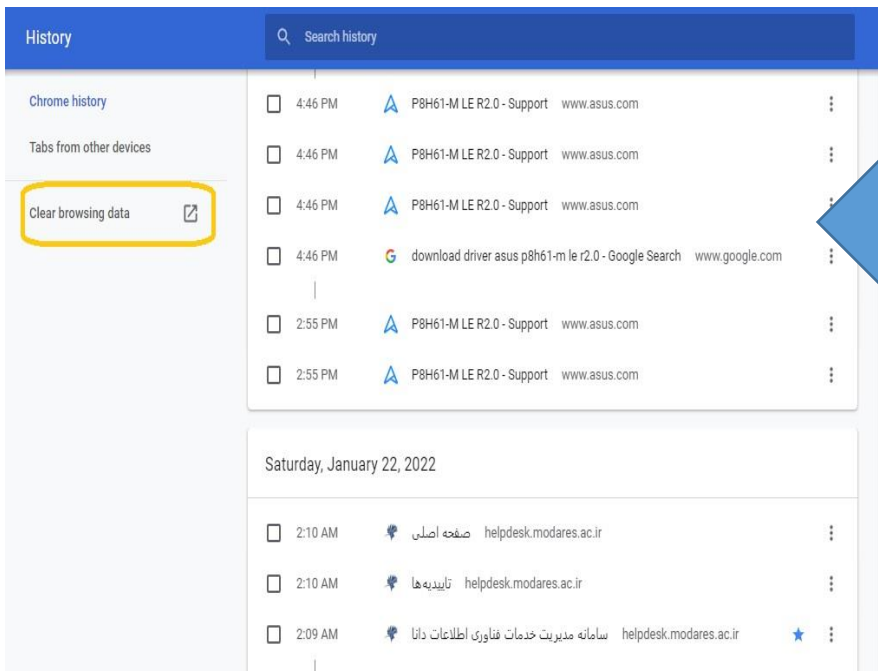 History
Search history
Chrome history
Tabs from other devices
Clear browsing data
4:46 PM P8H61-M LE R2.0 - Support www.asus.com
4:46 PM P8H61-M LE R2.0 - Support www.asus.com
4:46 PM P8H61-M LE R2.0 - Support www.asus.com
4:46 PM download driver asus p8h61-m le r2.0 - Google Search www.google.com
2:55 PM P8H61-M LE R2.0 - Support www.asus.com
2:55 PM P8H61-M LE R2.0 - Support www.asus.com
Saturday, January 22, 2022
2:10 AM صفحه اصلی helpdesk.modares.ac.ir
2:10 AM تاییدیه‌ها helpdesk.modares.ac.ir
2:09 AM سامانه مدیریت خدمات فناوری اطلاعات دانا helpdesk.modares.ac.ir